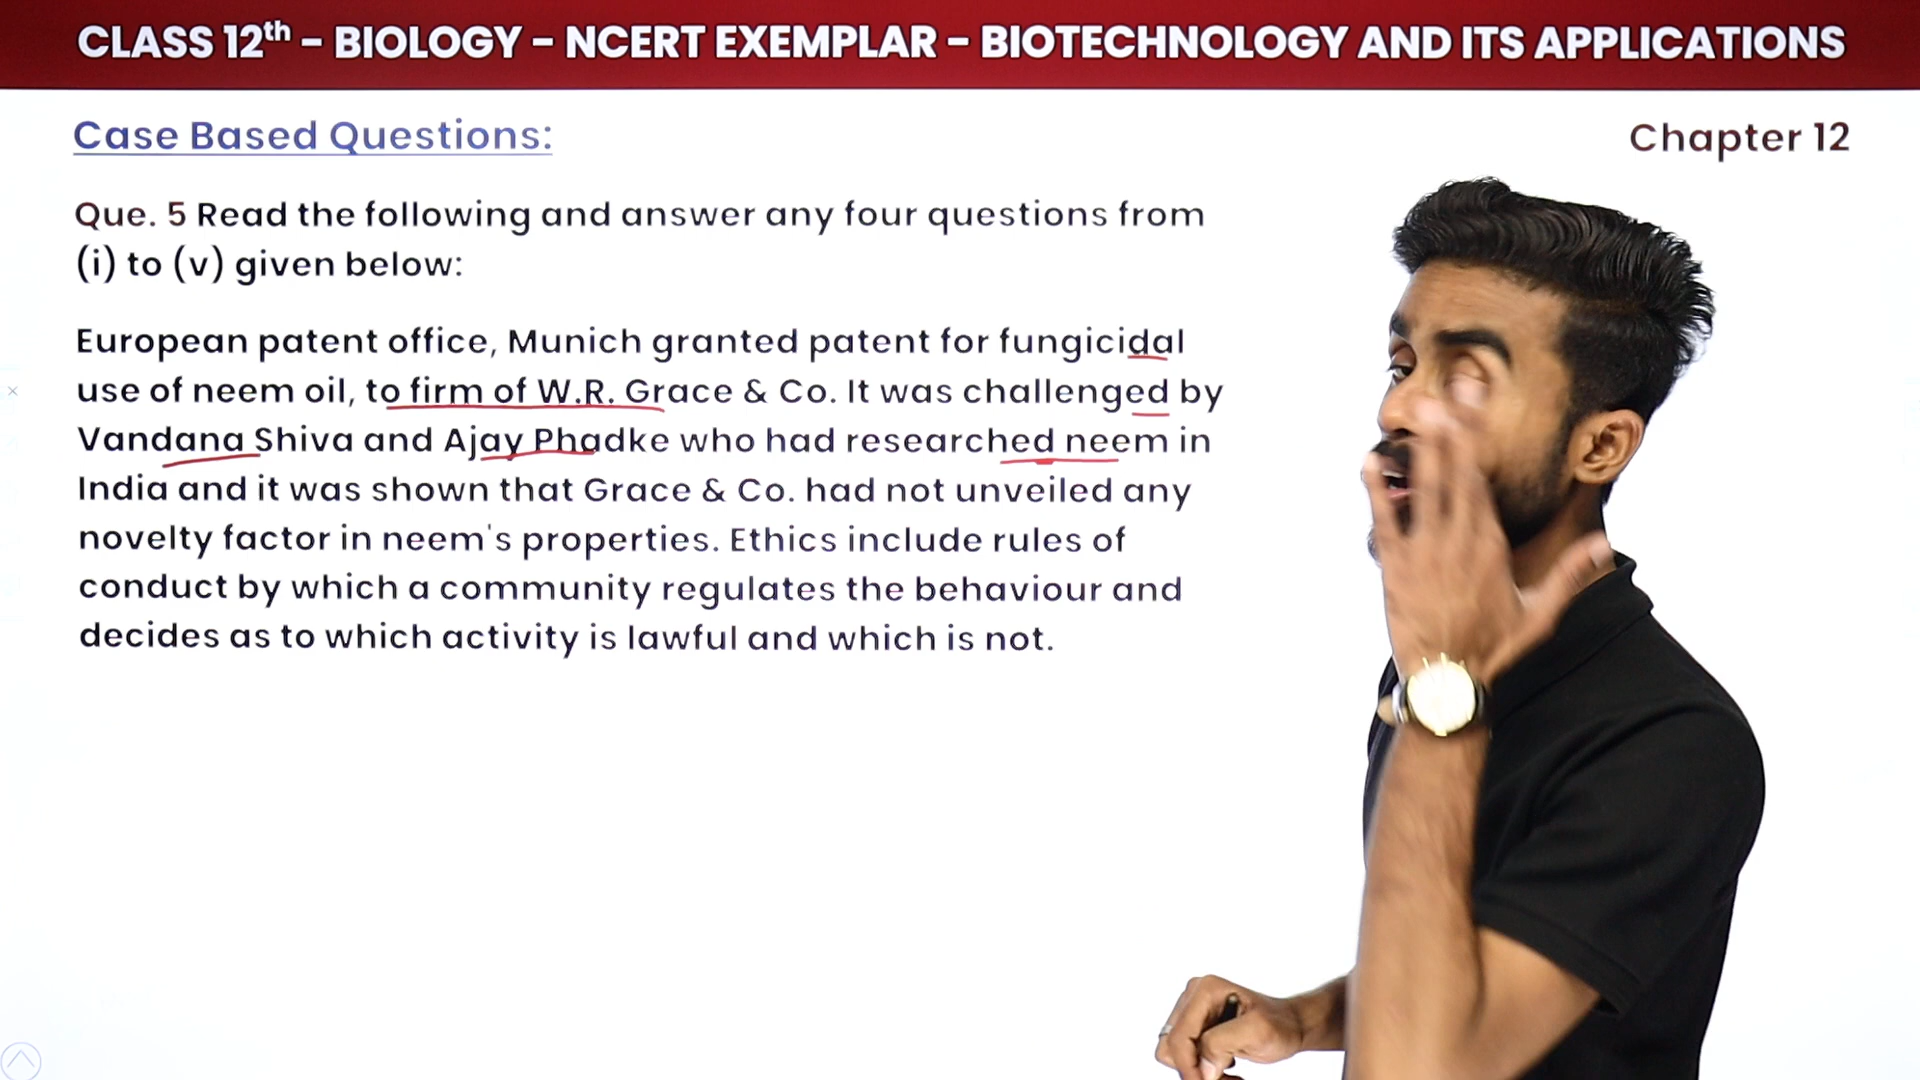 CLASS 12th – BIOLOGY – NCERT EXEMPLAR – BIOTECHNOLOGY AND ITS APPLICATIONS
Case Based Questions:
Chapter 12
Que. 5 Read the following and answer any four questions from
(i) to (v) given below:
European patent office, Munich granted patent for fungicidal
use of neem oil, to firm of W.R. Grace & Co. It was challenged by
Vandana Shiva and Ajay Phadke who had researched neem in
India and it was shown that Grace & Co. had not unveiled any
novelty factor in neem's properties. Ethics include rules of
conduct by which a community regulates the behaviour and
decides as to which activity is lawful and which is not.